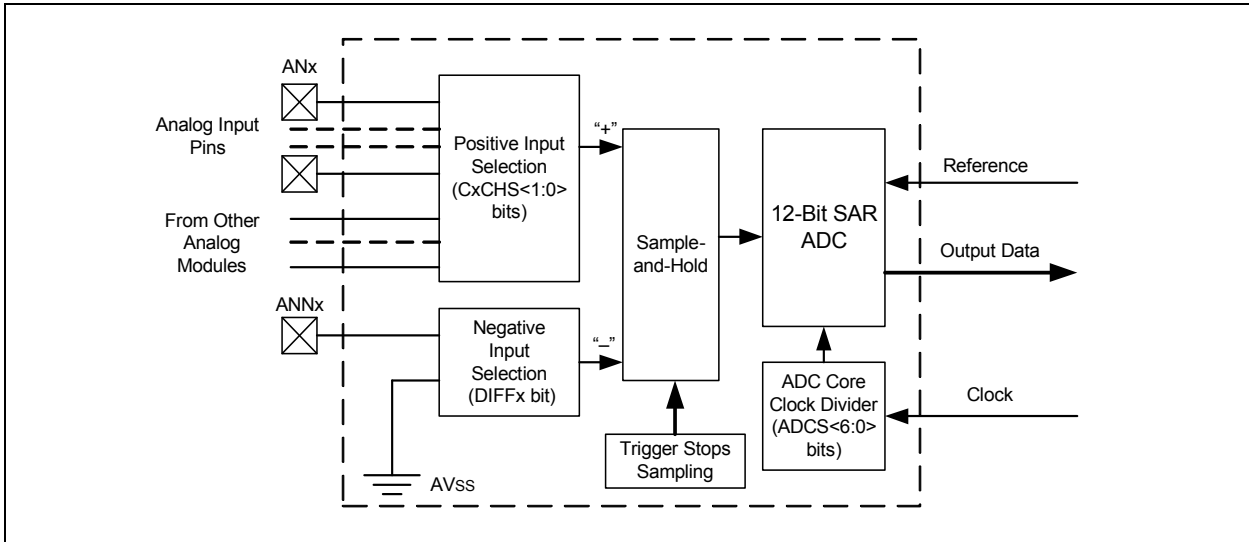 ANx
Analog Input
Pins
From Other
Analog
Modules
ANNx
Positive Input
Selection
(CxCHS<1:0>
bits)
“+”
Negative
Input
Selection
(DIFFx bit)
“–”
AVSS
Sample-
and-Hold
Trigger Stops
Sampling
12-Bit SAR
ADC
ADC Core
Clock Divider
(ADCS<6:0>
bits)
Reference
Output Data
Clock